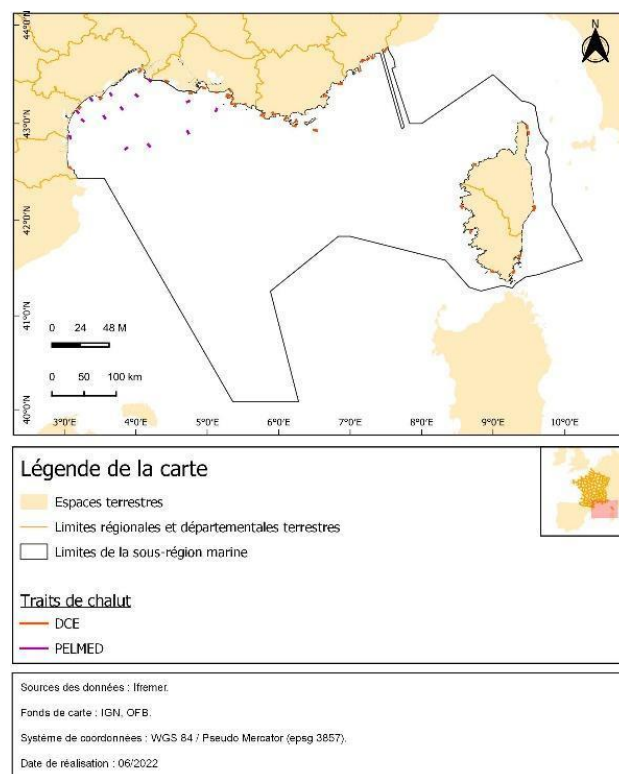 44°0'N
N
43°0'N
42°0'N
41°0'N
40°0'N
0 24 48 M
0 50 100 km
3°0'E 4°0'E 5°0'E 6°0'E 7°0'E 8°0'E 9°0'E 10°0'E
Légende de la carte
Espaces terrestres
Limites régionales et départementales terrestres
Limites de la sous-région marine
Traits de chalut
DCE
PELMED
Sources des données : Ifremer.
Fonds de carte : IGN, OFB.
Système de coordonnées : WGS 84 / Pseudo Mercator (epsg 3857).
Date de réalisation : 06/2022